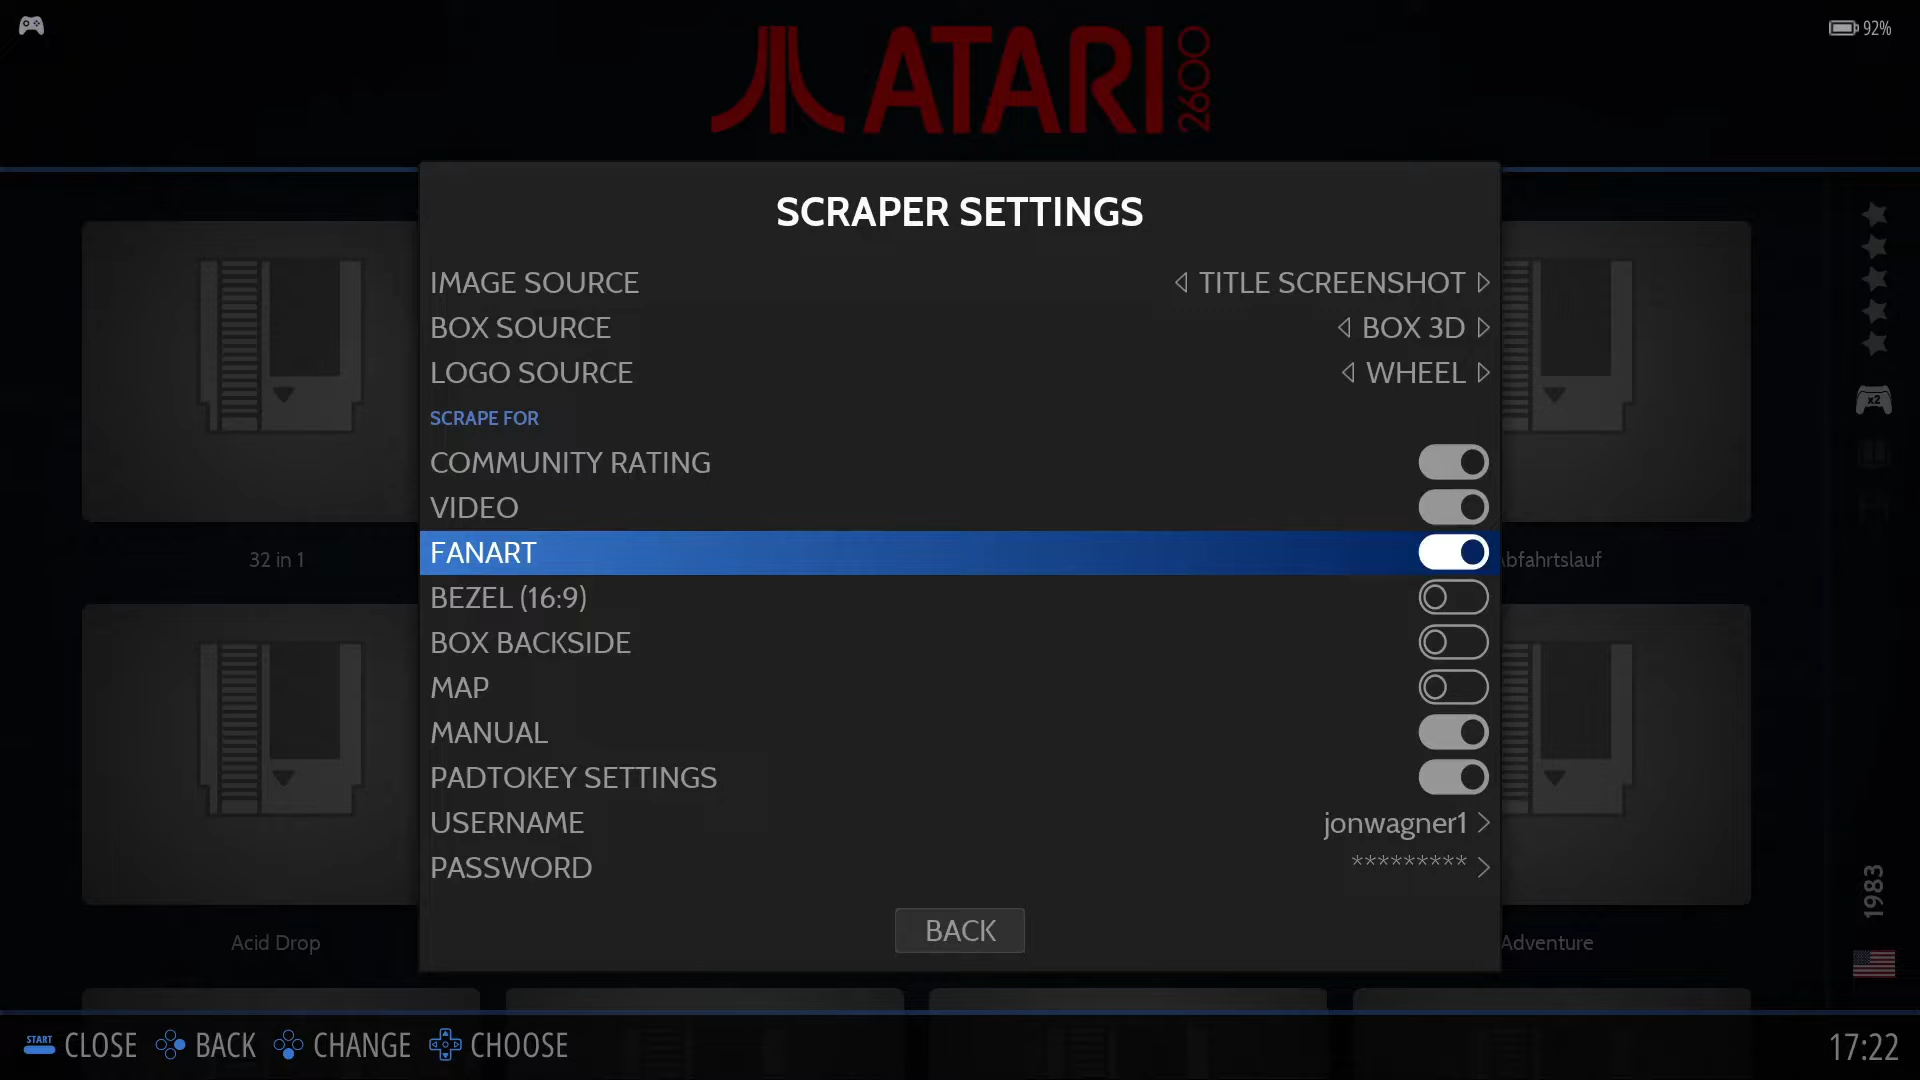 92%
ATARI 2600
SCRAPER SETTINGS
IMAGE SOURCE TITLE SCREENSHOT
BOX SOURCE BOX 3D
LOGO SOURCE WHEEL
SCRAPE FOR
COMMUNITY RATING
VIDEO
FANART
BEZEL (16:9)
BOX BACKSIDE
MAP
MANUAL
PADTOKEY SETTINGS
USERNAME jonwagner1
PASSWORD *********
BACK
32 in 1
Abfahrtslauf
Acid Drop
Adventure
x2
1983
START CLOSE BACK CHANGE CHOOSE
17:22